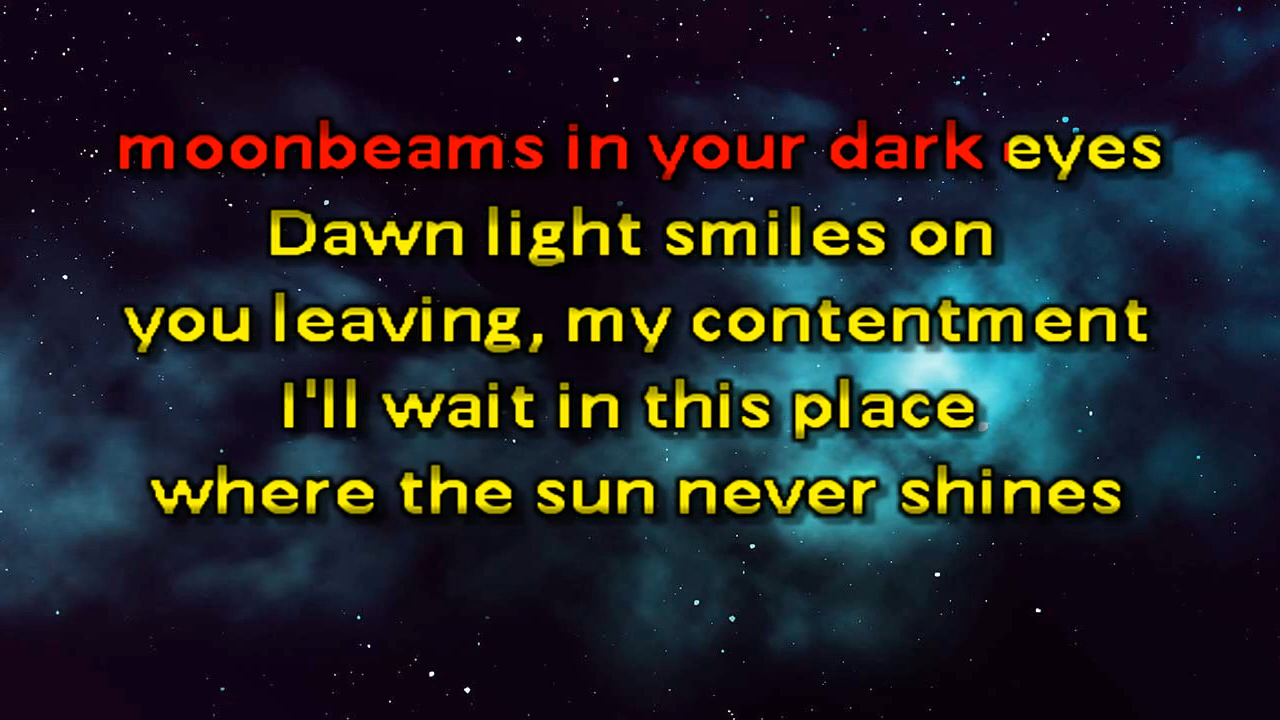 moonbeams in your dark eyes
Dawn light smiles on
you leaving, my contentment
I'll wait in this place
where the sun never shines